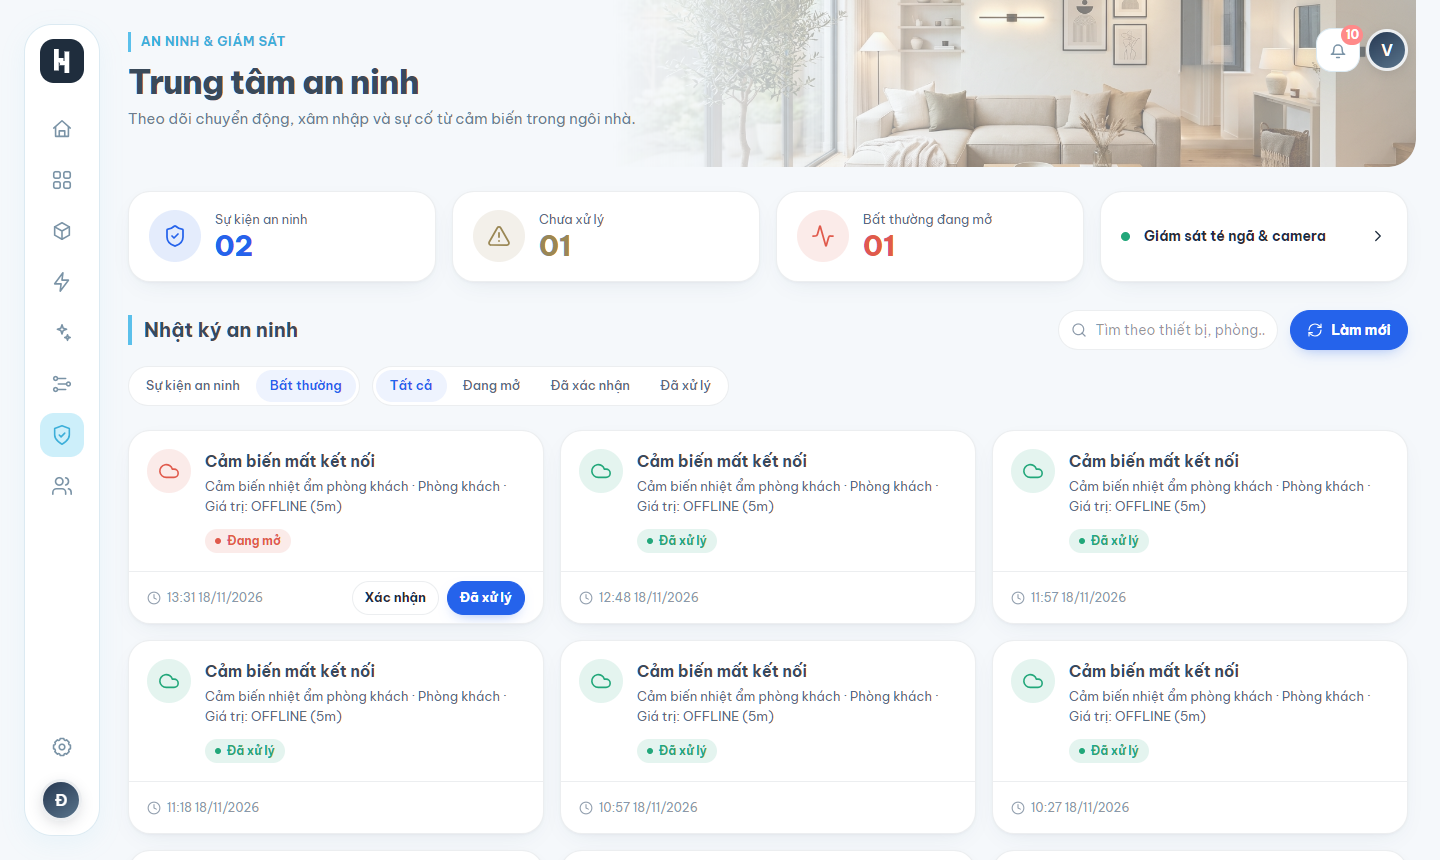 AN NINH & GIÁM SÁT
Trung tâm an ninh
Theo dõi chuyển động, xâm nhập và sự cố từ cảm biến trong ngôi nhà.
10
V
Sự kiện an ninh
02
Chưa xử lý
01
Bất thường đang mở
01
Giám sát té ngã & camera
Nhật ký an ninh
Tìm theo thiết bị, phòng..
Làm mới
Sự kiện an ninh
Bất thường
Tất cả
Đang mở
Đã xác nhận
Đã xử lý
Cảm biến mất kết nối
Cảm biến nhiệt ẩm phòng khách · Phòng khách ·
Giá trị: OFFLINE (5m)
Đang mở
13:31 18/11/2026
Xác nhận
Đã xử lý
Cảm biến mất kết nối
Cảm biến nhiệt ẩm phòng khách · Phòng khách ·
Giá trị: OFFLINE (5m)
Đã xử lý
12:48 18/11/2026
Cảm biến mất kết nối
Cảm biến nhiệt ẩm phòng khách · Phòng khách ·
Giá trị: OFFLINE (5m)
Đã xử lý
11:57 18/11/2026
Cảm biến mất kết nối
Cảm biến nhiệt ẩm phòng khách · Phòng khách ·
Giá trị: OFFLINE (5m)
Đã xử lý
11:18 18/11/2026
Cảm biến mất kết nối
Cảm biến nhiệt ẩm phòng khách · Phòng khách ·
Giá trị: OFFLINE (5m)
Đã xử lý
10:57 18/11/2026
Cảm biến mất kết nối
Cảm biến nhiệt ẩm phòng khách · Phòng khách ·
Giá trị: OFFLINE (5m)
Đã xử lý
10:27 18/11/2026
Đ